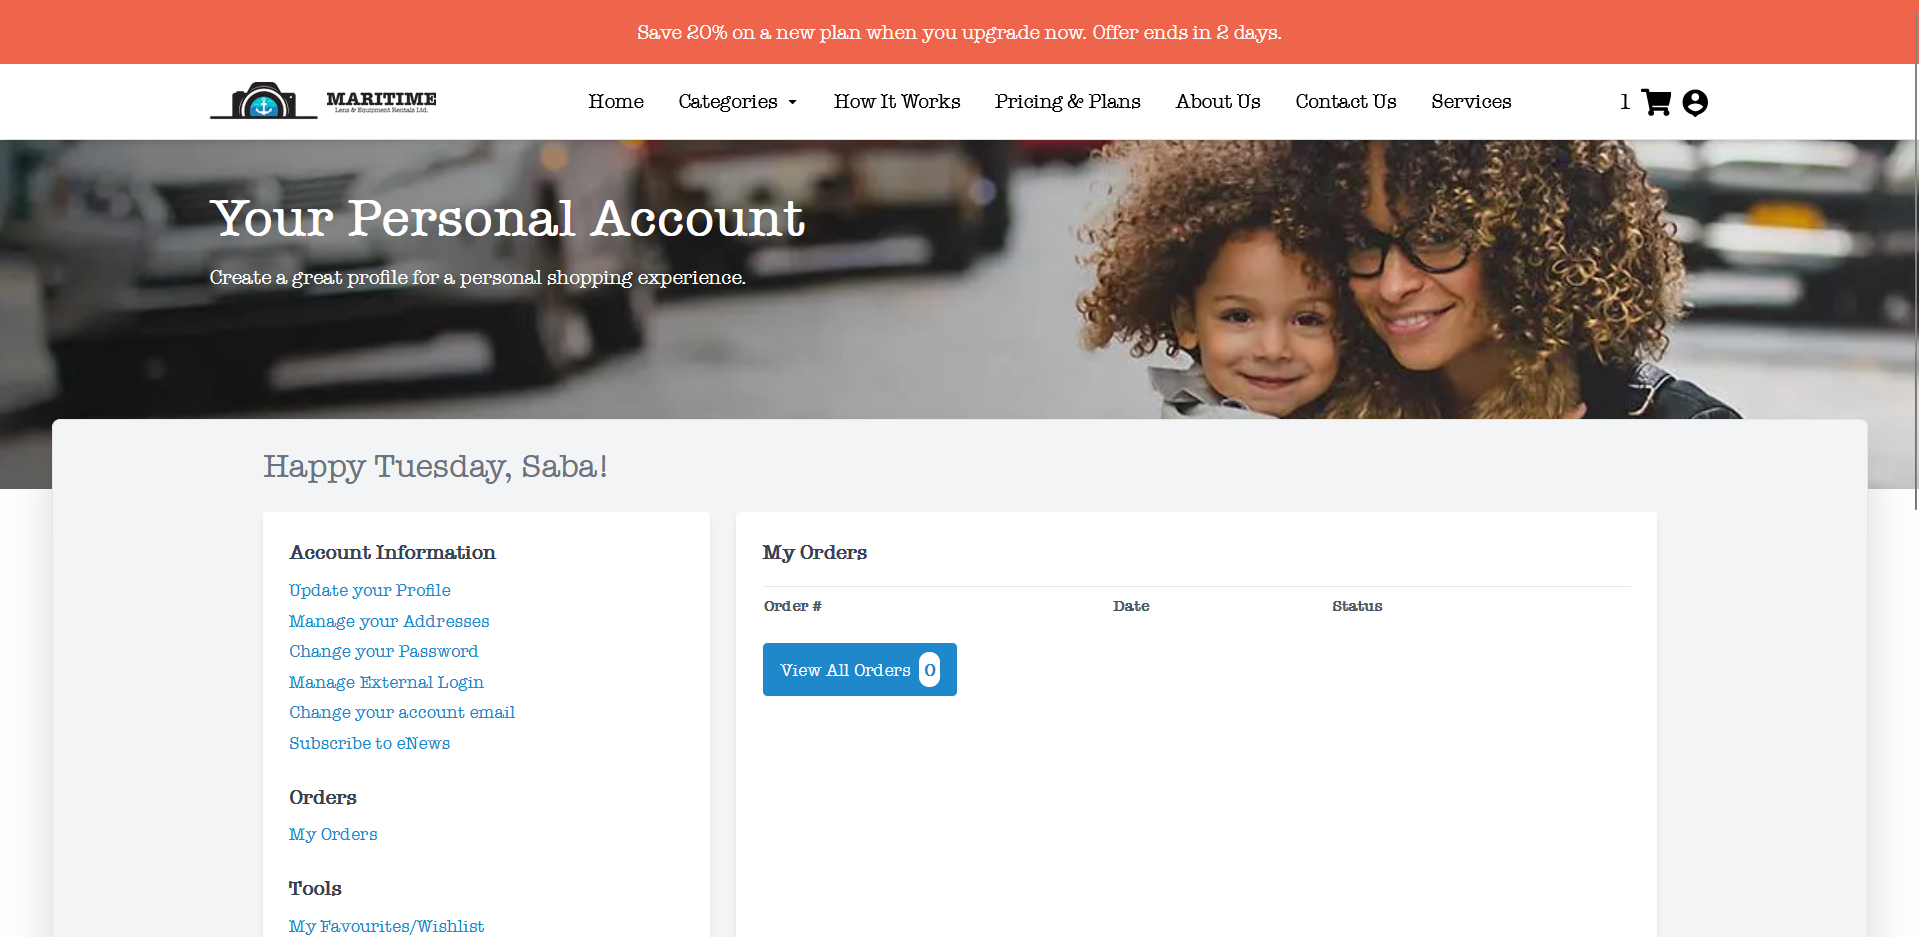 Save 20% on a new plan when you upgrade now. Offer ends in 2 days.
MARITIME
Lens & Equipment Rentals Ltd.
Home Categories How It Works Pricing & Plans About Us Contact Us Services 1
Your Personal Account
Create a great profile for a personal shopping experience.
Happy Tuesday, Saba!
Account Information
Update your Profile
Manage your Addresses
Change your Password
Manage External Login
Change your account email
Subscribe to eNews
Orders
My Orders
Tools
My Favourites/Wishlist
My Orders
Order # Date Status
View All Orders 0